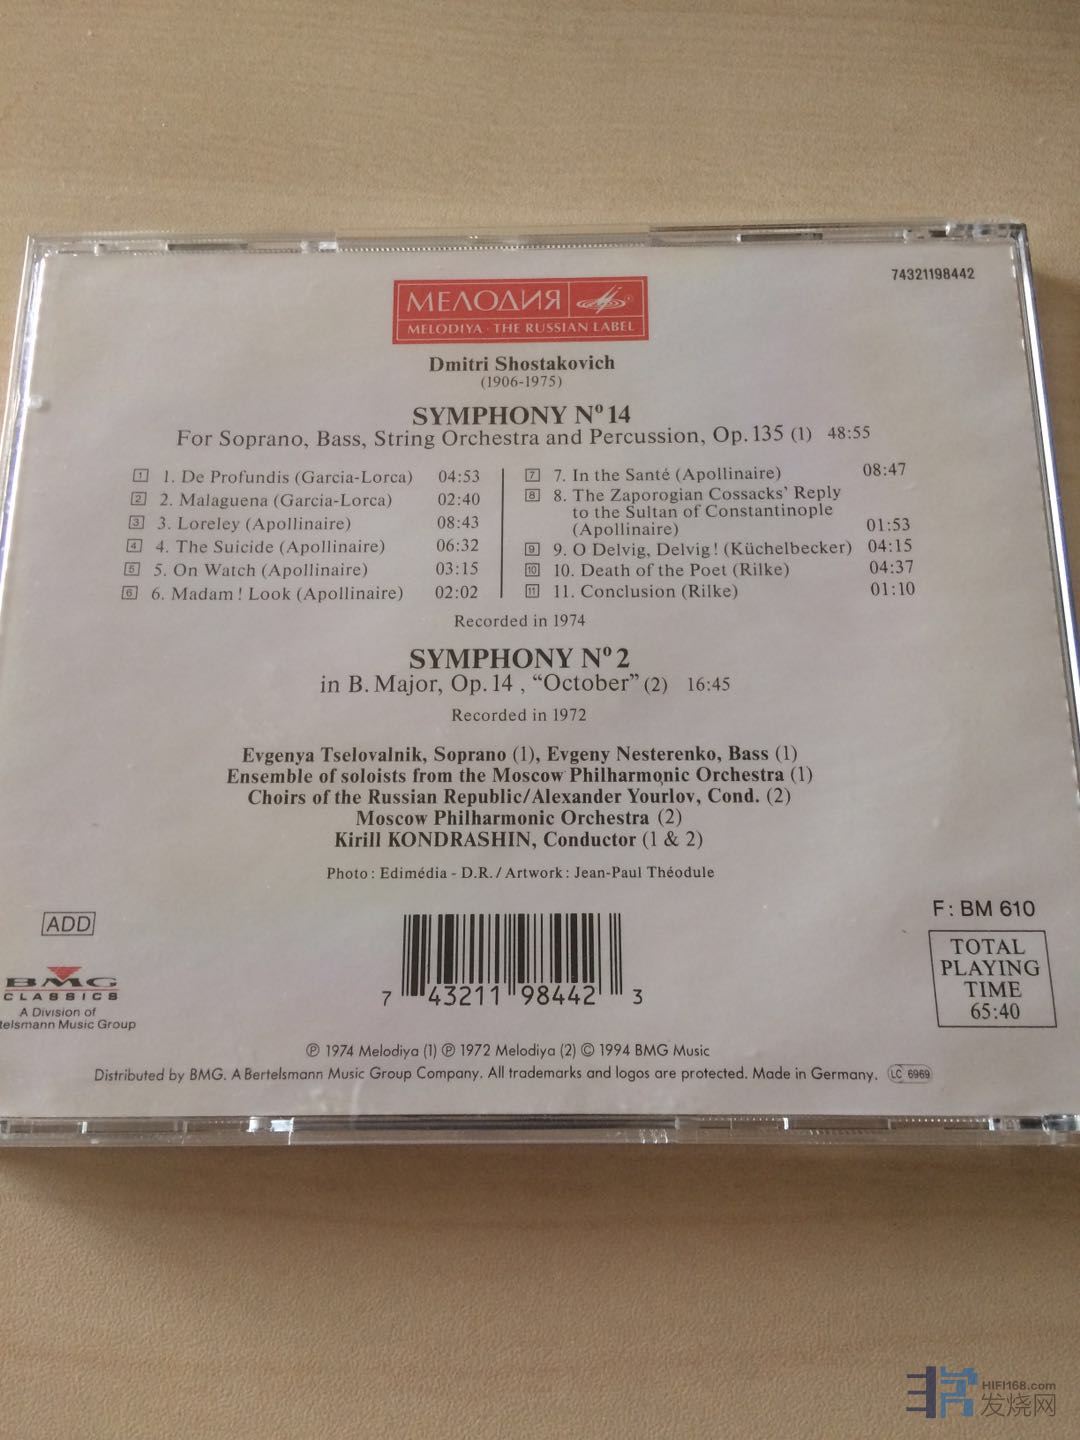 74321198442
МЕЛОДИЯ
MELODIYA · THE RUSSIAN LABEL
Dmitri Shostakovich
(1906-1975)
SYMPHONY Nº 14
For Soprano, Bass, String Orchestra and Percussion, Op. 135 (1) 48:55
1 1. De Profundis (Garcia-Lorca) 04:53
2 2. Malaguena (Garcia-Lorca) 02:40
3 3. Loreley (Apollinaire) 08:43
4 4. The Suicide (Apollinaire) 06:32
5 5. On Watch (Apollinaire) 03:15
6 6. Madam ! Look (Apollinaire) 02:02
7 7. In the Santé (Apollinaire) 08:47
8 8. The Zaporogian Cossacks' Reply
to the Sultan of Constantinople
(Apollinaire) 01:53
9 9. O Delvig, Delvig ! (Küchelbecker) 04:15
10 10. Death of the Poet (Rilke) 04:37
11 11. Conclusion (Rilke) 01:10
Recorded in 1974
SYMPHONY Nº 2
in B. Major, Op. 14 , “October” (2) 16:45
Recorded in 1972
Evgenya Tselovalnik, Soprano (1), Evgeny Nesterenko, Bass (1)
Ensemble of soloists from the Moscow Philharmonic Orchestra (1)
Choirs of the Russian Republic/Alexander Yourlov, Cond. (2)
Moscow Philharmonic Orchestra (2)
Kirill KONDRASHIN, Conductor (1 & 2)
Photo : Edimédia - D.R. / Artwork : Jean-Paul Théodule
ADD
BMG
CLASSICS
A Division of
telsmann Music Group
7 43211 98442 3
F : BM 610
TOTAL
PLAYING
TIME
65:40
℗ 1974 Melodiya (1) ℗ 1972 Melodiya (2) © 1994 BMG Music
Distributed by BMG. A Bertelsmann Music Group Company. All trademarks and logos are protected. Made in Germany. LC 6969
HIFI168.com
发烧网